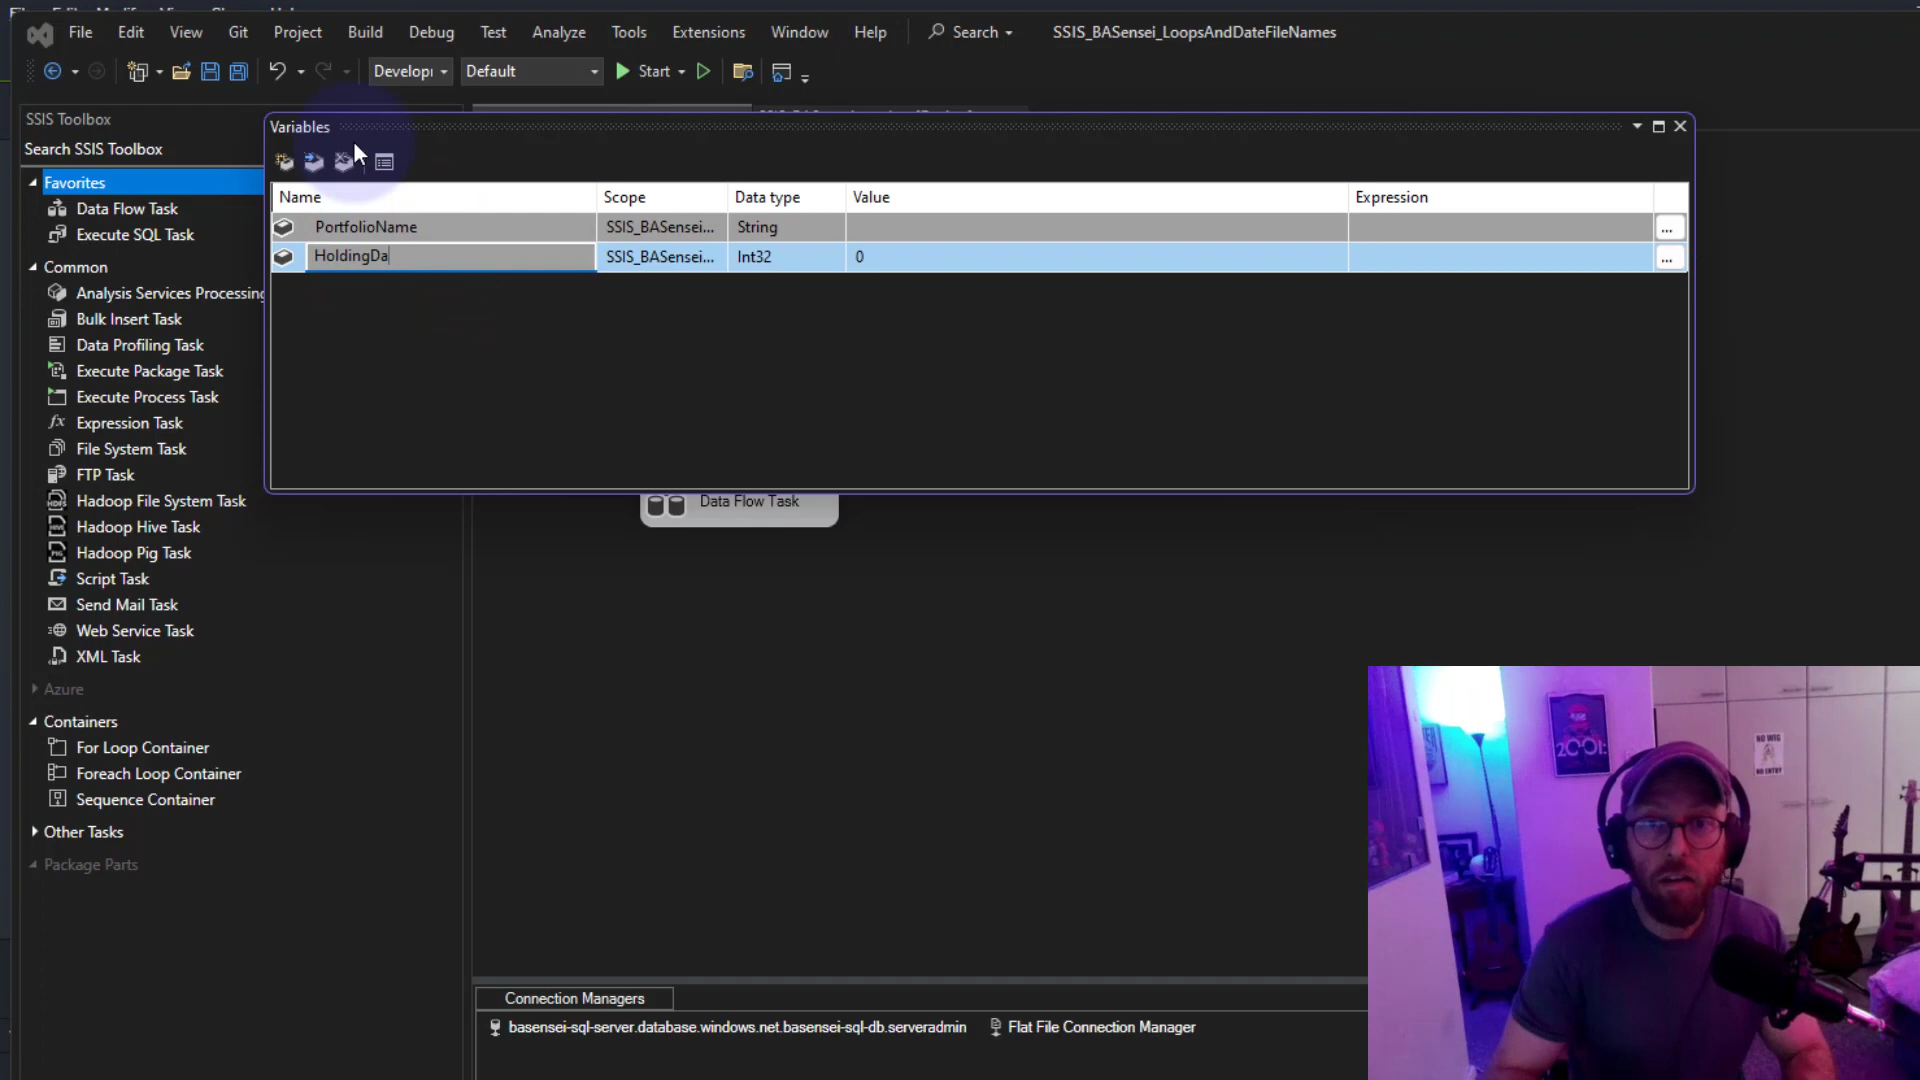 File Edit View Git Project Build Debug Test Analyze Tools Extensions Window Help Search SSIS_BASensei_LoopsAndDateFileNames
Develop Default Start
SSIS Toolbox
Search SSIS Toolbox
Favorites
Data Flow Task
Execute SQL Task
Common
Analysis Services Processing
Bulk Insert Task
Data Profiling Task
Execute Package Task
Execute Process Task
Expression Task
File System Task
FTP Task
Hadoop File System Task
Hadoop Hive Task
Hadoop Pig Task
Script Task
Send Mail Task
Web Service Task
XML Task
Azure
Containers
For Loop Container
Foreach Loop Container
Sequence Container
Other Tasks
Package Parts
Variables
Name Scope Data type Value Expression
PortfolioName SSIS_BASensei... String ...
HoldingDa SSIS_BASensei... Int32 0 ...
Data Flow Task
Connection Managers
basensei-sql-server.database.windows.net.basensei-sql-db.serveradmin Flat File Connection Manager
2001:
NO WIG
NO ENTRY